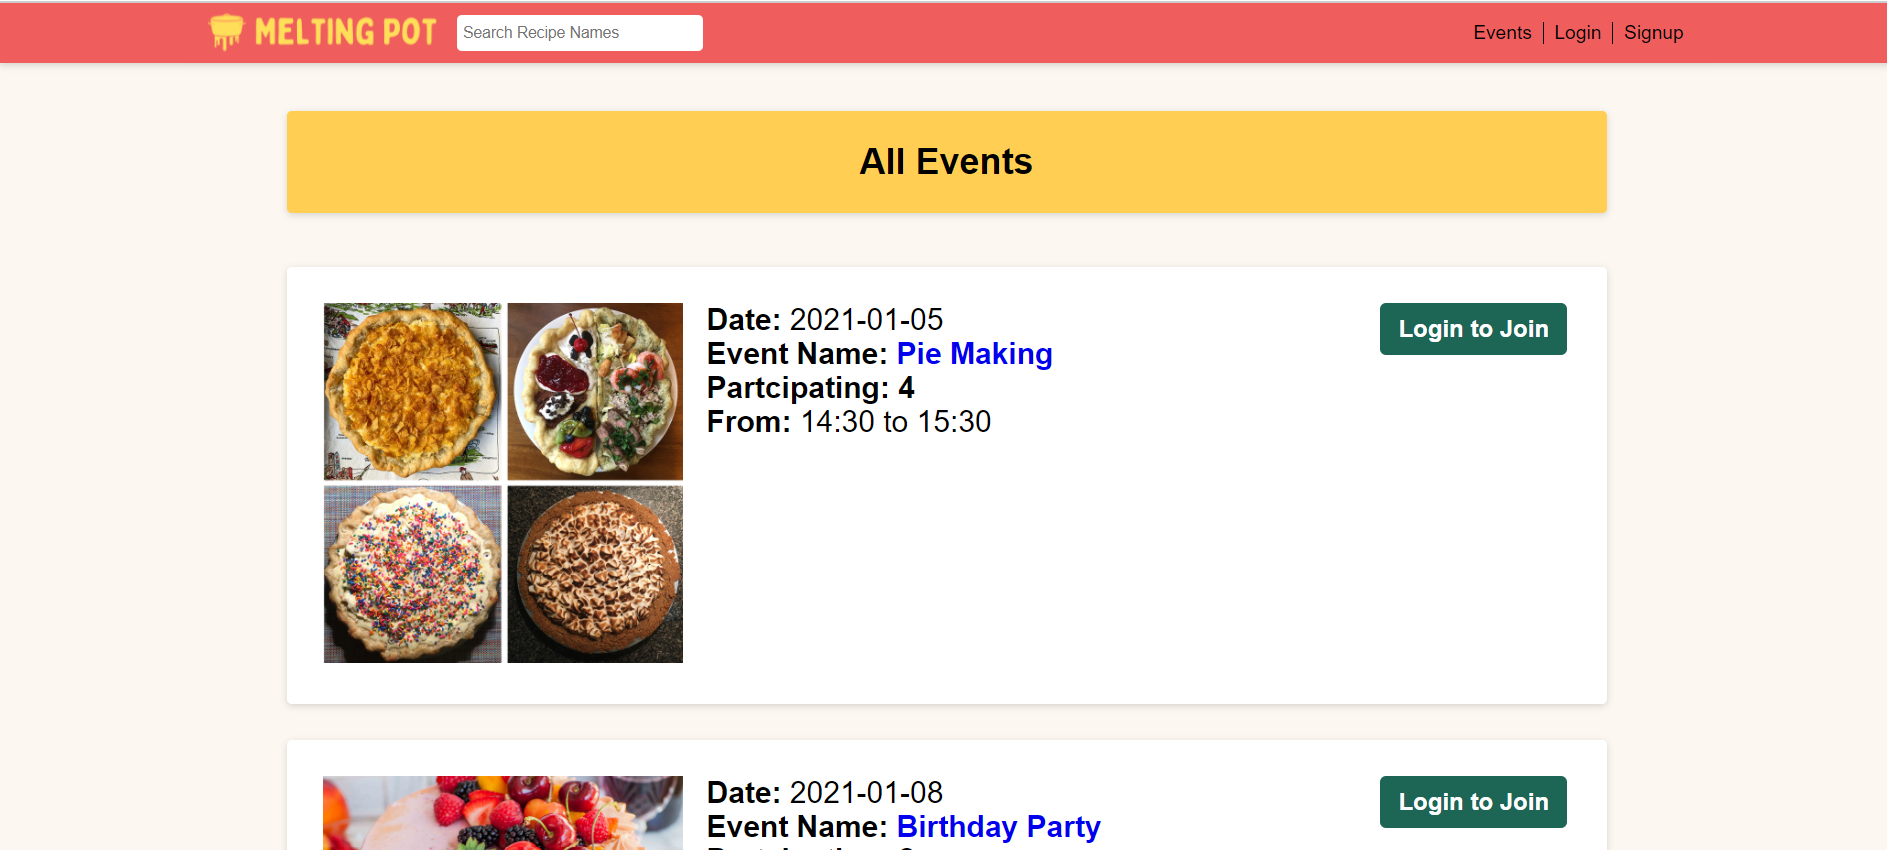 MELTING POT
Search Recipe Names
Events
Login
Signup
All Events
Date: 2021-01-05
Event Name: Pie Making
Partcipating: 4
From: 14:30 to 15:30
Login to Join
Date: 2021-01-08
Event Name: Birthday Party
Login to Join